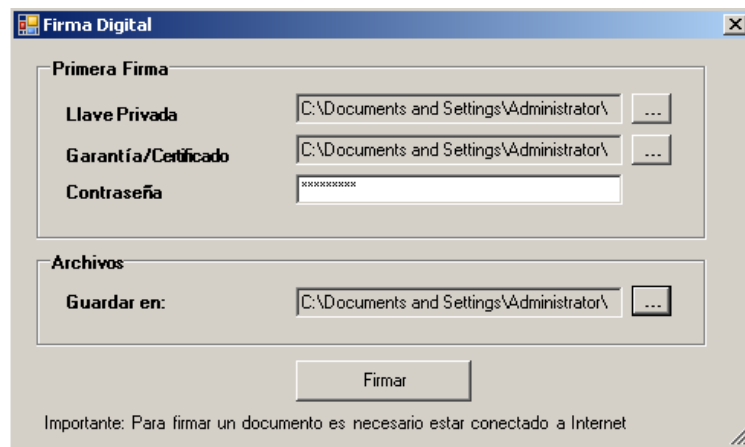 Firma Digital
Primera Firma
Llave Privada C:\Documents and Settings\Administrator\ ...
Garantía/Certificado C:\Documents and Settings\Administrator\ ...
Contraseña *********
Archivos
Guardar en: C:\Documents and Settings\Administrator\ ...
Firmar
Importante: Para firmar un documento es necesario estar conectado a Internet